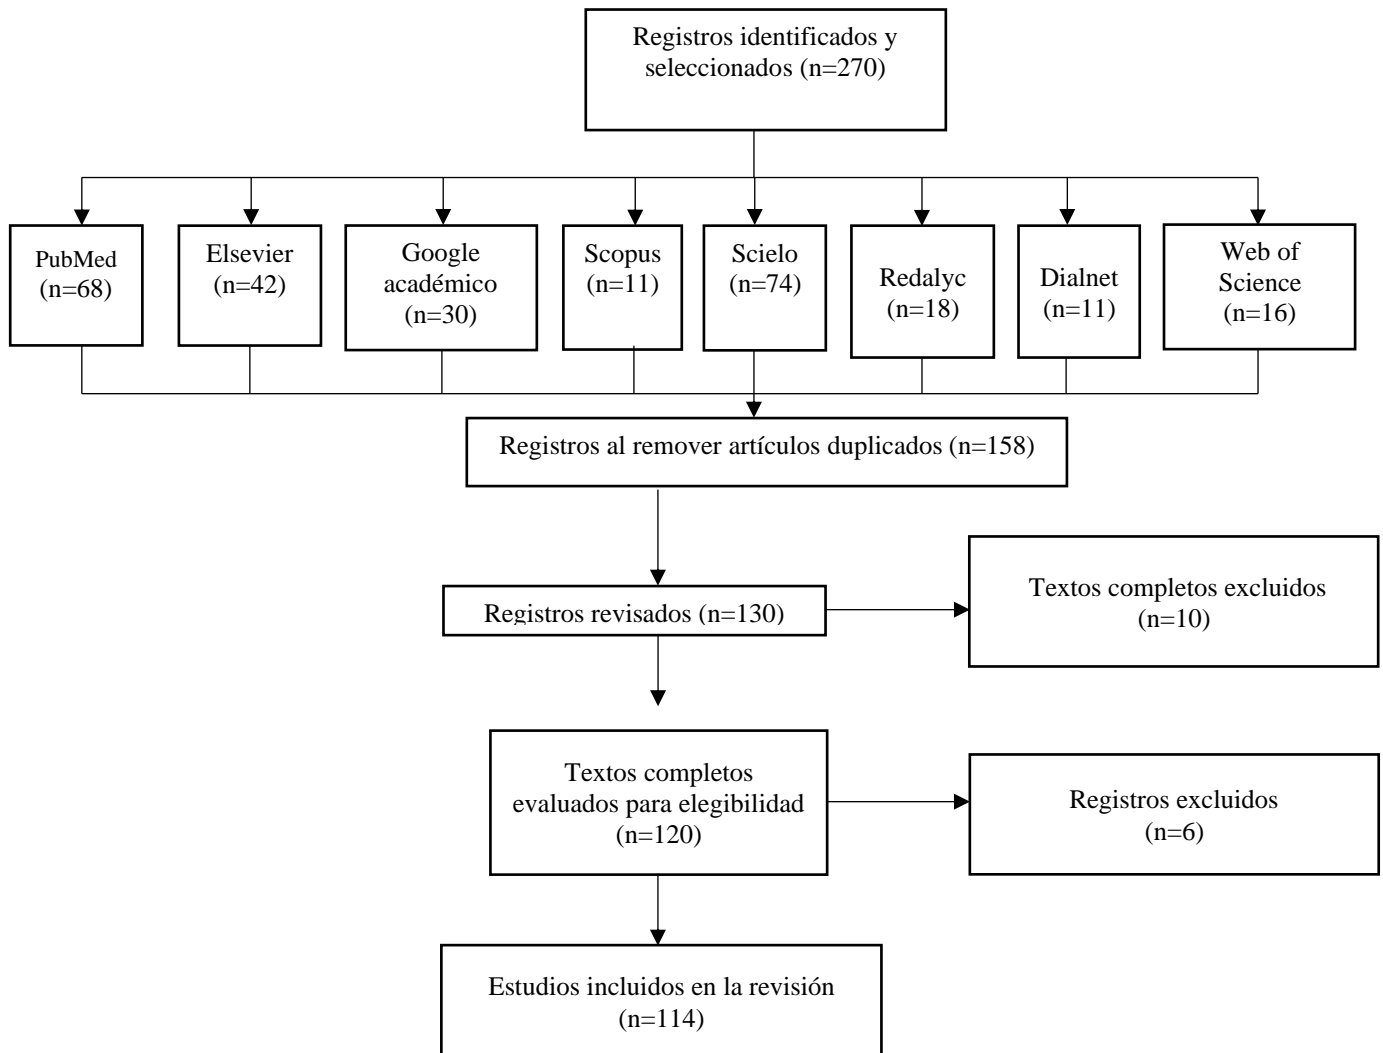 Registros identificados y
seleccionados (n=270)
PubMed
(n=68)
Elsevier
(n=42)
Google
académico
(n=30)
Scopus
(n=11)
Scielo
(n=74)
Redalyc
(n=18)
Dialnet
(n=11)
Web of
Science
(n=16)
Registros al remover artículos duplicados (n=158)
Registros revisados (n=130)
Textos completos excluidos
(n=10)
Textos completos
evaluados para elegibilidad
(n=120)
Registros excluidos
(n=6)
Estudios incluidos en la revisión
(n=114)